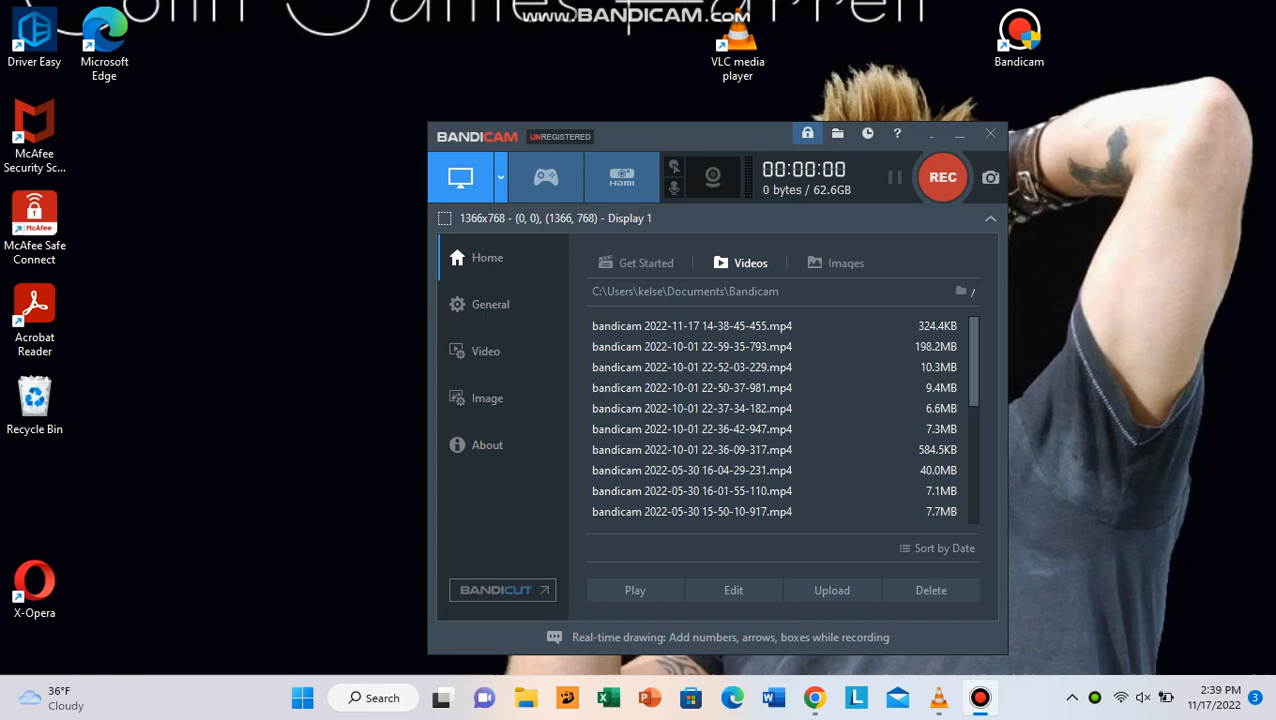 www.BANDICAM.com
Driver Easy
Microsoft
Edge
VLC media
player
Bandicam
McAfee
Security Sc...
McAfee
McAfee Safe
Connect
Acrobat
Reader
Recycle Bin
X-Opera
BANDICAM UNREGISTERED
?
HDMI
00:00:00
0 bytes / 62.6GB
REC
1366x768 - (0, 0), (1366, 768) - Display 1
Home
General
Video
Image
About
BANDICUT
Get Started
Videos
Images
C:\Users\kelse\Documents\Bandicam
/
bandicam 2022-11-17 14-38-45-455.mp4 324.4KB
bandicam 2022-10-01 22-59-35-793.mp4 198.2MB
bandicam 2022-10-01 22-52-03-229.mp4 10.3MB
bandicam 2022-10-01 22-50-37-981.mp4 9.4MB
bandicam 2022-10-01 22-37-34-182.mp4 6.6MB
bandicam 2022-10-01 22-36-42-947.mp4 7.3MB
bandicam 2022-10-01 22-36-09-317.mp4 584.5KB
bandicam 2022-05-30 16-04-29-231.mp4 40.0MB
bandicam 2022-05-30 16-01-55-110.mp4 7.1MB
bandicam 2022-05-30 15-50-10-917.mp4 7.7MB
Sort by Date
Play Edit Upload Delete
Real-time drawing: Add numbers, arrows, boxes while recording
36°F
Cloudy
Search
2:39 PM
11/17/2022
3